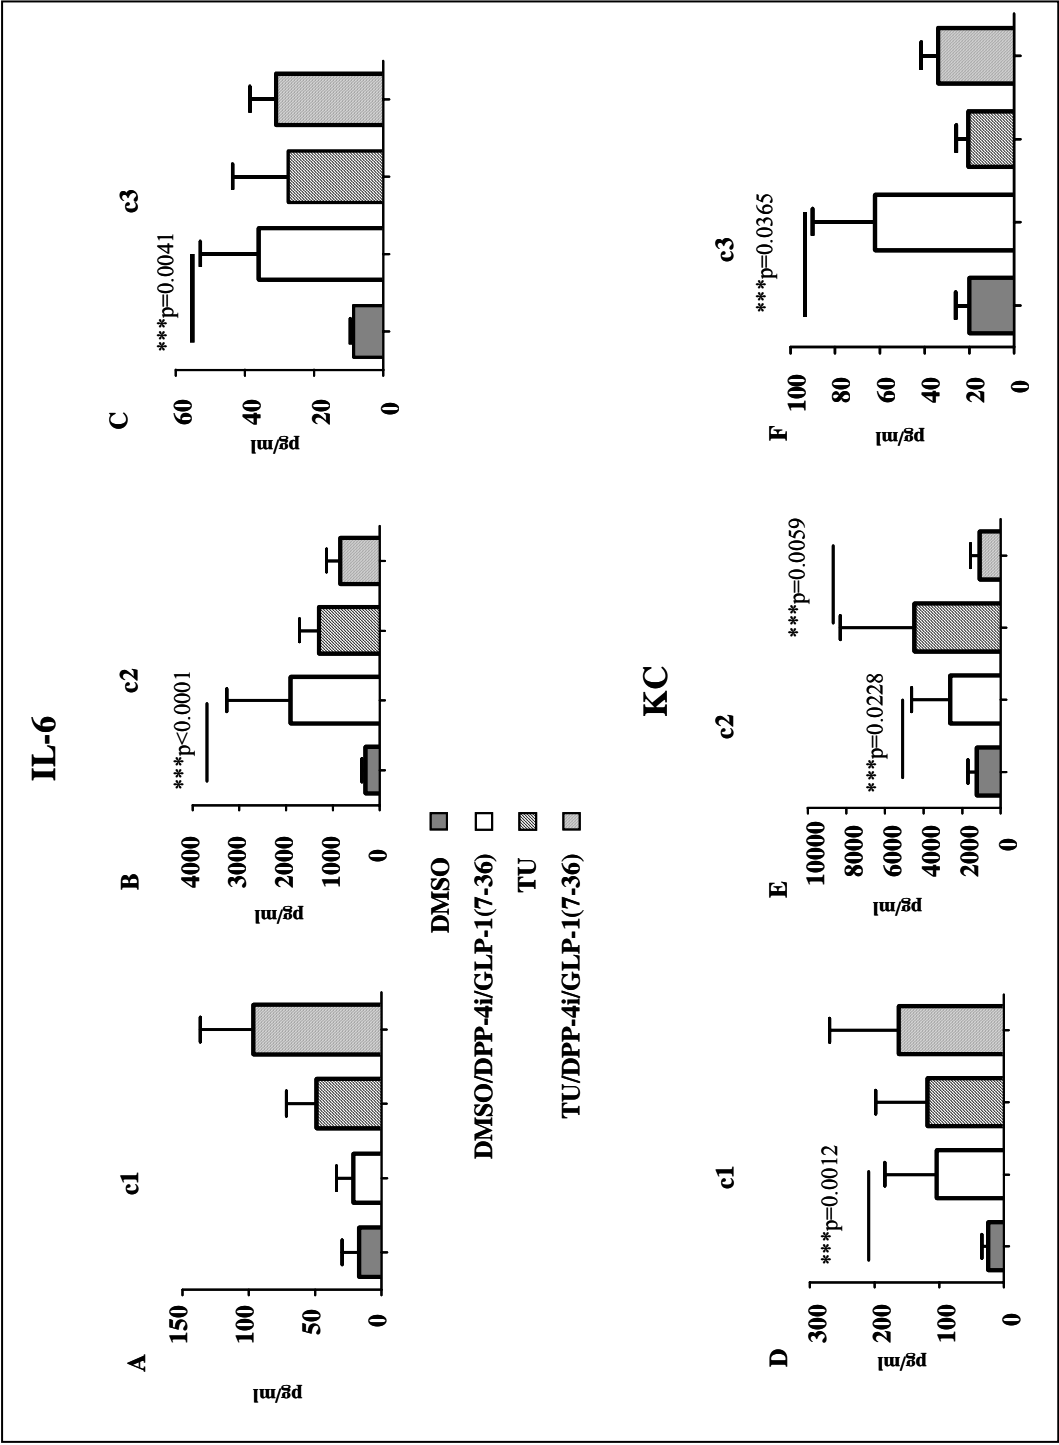 IL-6
A
c1
pg/ml
150
100
50
0
B
c2
***p<0.0001
pg/ml
4000
3000
2000
1000
0
C
c3
***p=0.0041
pg/ml
60
40
20
0
DMSO
DMSO/DPP-4i/GLP-1(7-36)
TU
TU/DPP-4i/GLP-1(7-36)
KC
D
c1
***p=0.0012
pg/ml
300
200
100
0
E
c2
***p=0.0228
***p=0.0059
pg/ml
10000
8000
6000
4000
2000
0
F
c3
***p=0.0365
pg/ml
100
80
60
40
20
0